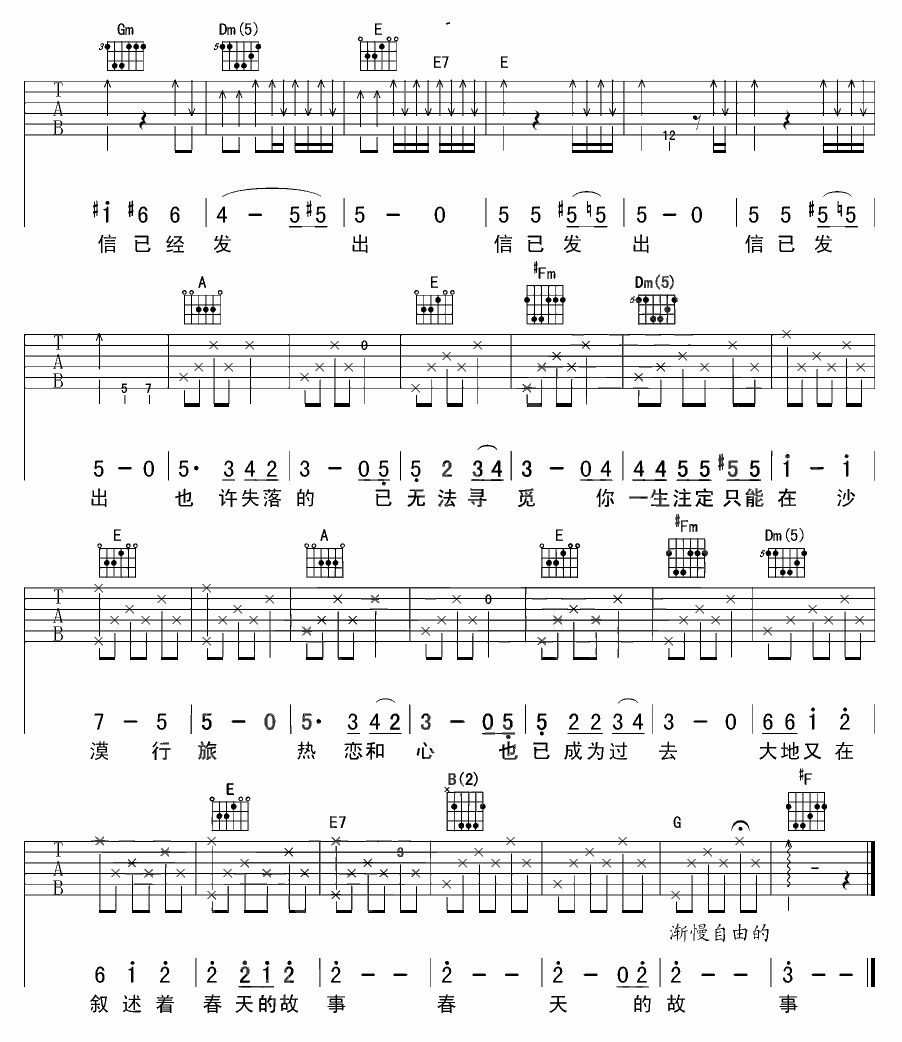 Gm Dm(5) E E7 E
3 5
T A B 12
#i #6 6 | 4 - 5 #5 | 5 - 0 | 5 5 #5 ♮5 | 5 - 0 | 5 5 #5 ♮5
信已经发 出 信已发 出 信已发
A E #Fm Dm(5)
5
T A B 5 7 0
5 - 0 | 5· 3 4 2 | 3 - 0 5 | 5 2 3 4 | 3 - 0 4 | 4 4 5 5 #5 5 | i - i
出 也许失落的 已无法寻觅 你一生注定只能在沙
E A E #Fm Dm(5)
5
T A B 0
7 - 5 | 5 - 0 | 5· 3 4 2 | 3 - 0 5 | 5 2 2 3 4 | 3 - 0 | 6 6 i 2
漠 行旅 热恋和心 也已成为过去 大地又在
E E7 B(2) G #F
T A B 3
渐慢自由的
6 i 2 | 2 2 i 2 | 2 - - | 2 - - | 2 - 0 2 | 2 - - | 3 - -
叙述着春天的故事 春 天 的故 事